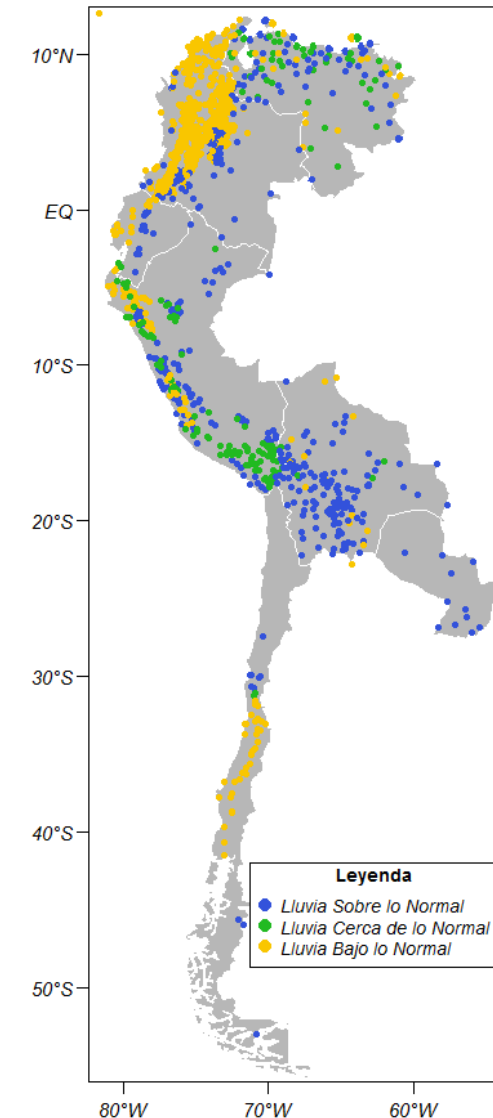 10°N
EQ
10°S
20°S
30°S
40°S
Leyenda
Lluvia Sobre lo Normal
Lluvia Cerca de lo Normal
Lluvia Bajo lo Normal
50°S
80°W 70°W 60°W